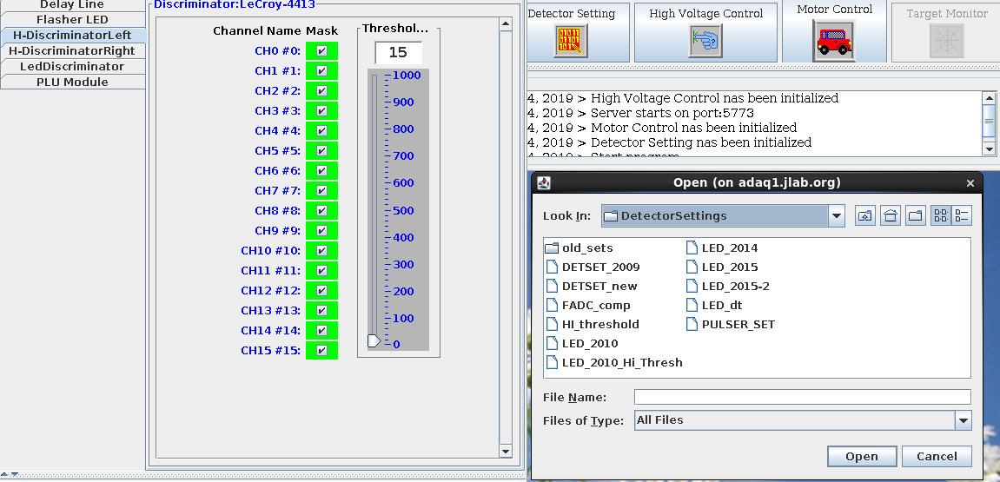 Delay Line
Flasher LED
H-DiscriminatorLeft
H-DiscriminatorRight
LedDiscriminator
PLU Module
Discriminator:LeCroy-4413
Channel Name Mask
CH0 #0:
CH1 #1:
CH2 #2:
CH3 #3:
CH4 #4:
CH5 #5:
CH6 #6:
CH7 #7:
CH8 #8:
CH9 #9:
CH10 #10:
CH11 #11:
CH12 #12:
CH13 #13:
CH14 #14:
CH15 #15:
Threshol...
15
1000
900
800
700
600
500
400
300
200
100
0
Detector Setting
High Voltage Control
Motor Control
Target Monitor
4, 2019 > High Voltage Control nas been initialized
4, 2019 > Server starts on port:5773
4, 2019 > Motor Control nas been initialized
4, 2019 > Detector Setting nas been initialized
4, 2019 > Start program
Open (on adaq1.jlab.org)
Look In:
DetectorSettings
old_sets
DETSET_2009
DETSET_new
FADC_comp
HI_threshold
LED_2010
LED_2010_Hi_Thresh
LED_2014
LED_2015
LED_2015-2
LED_dt
PULSER_SET
File Name:
Files of Type:
All Files
Open
Cancel